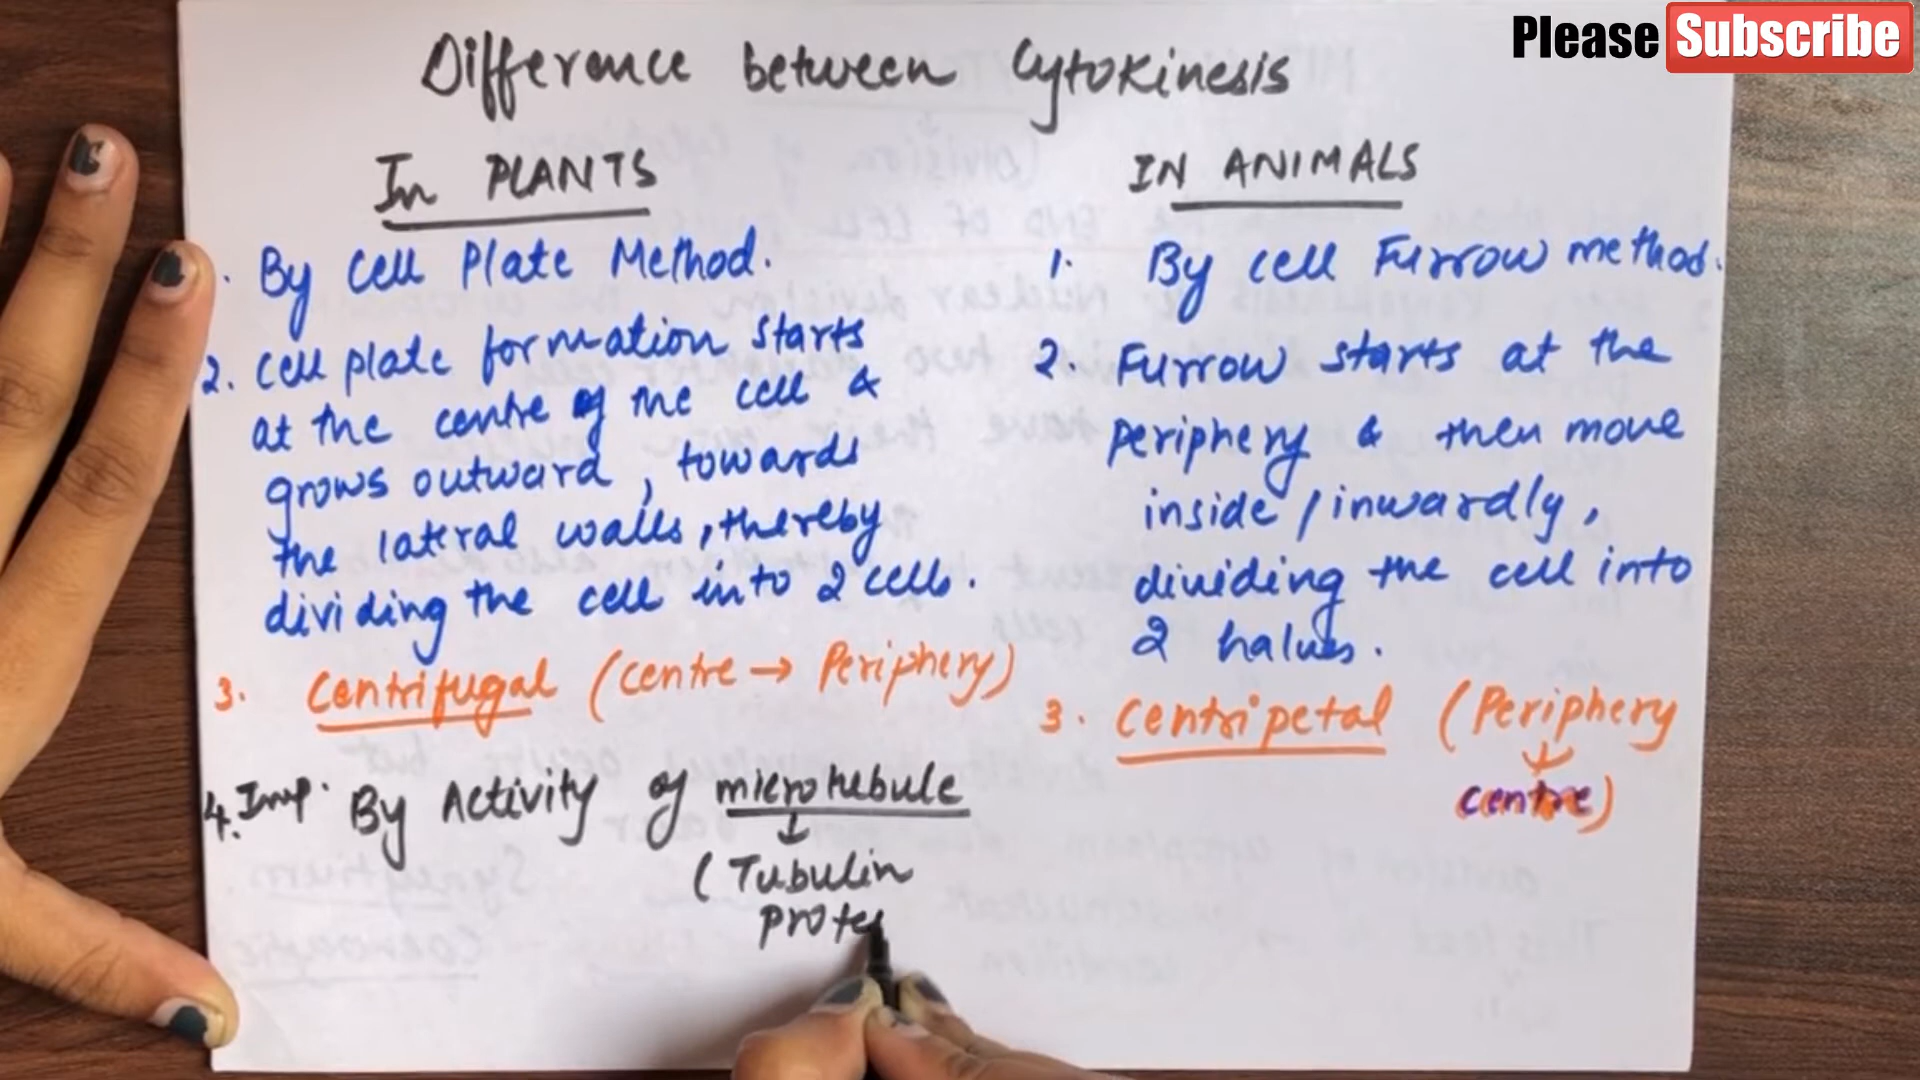 Please Subscribe
Difference between Cytokinesis
In PLANTS
. By Cell Plate Method.
2. Cell plate formation starts
at the centre of the cell &
grows outward, towards
the lateral walls, thereby
dividing the cell into 2 cells.
3. Centrifugal (centre → Periphery)
4. Imp. By Activity of microtubule
↓
(Tubulin
prote
IN ANIMALS
1. By cell Furrow method.
2. Furrow starts at the
periphery & then move
inside / inwardly,
dividing the cell into
2 halves.
3. Centripetal (Periphery
↓
centre)